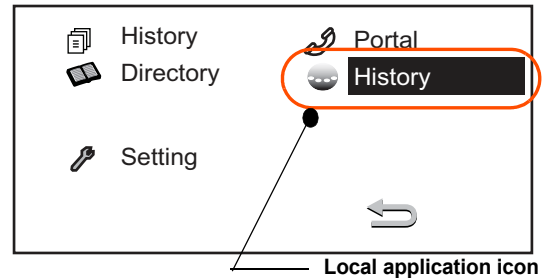 History Portal
Directory History
Setting
Local application icon